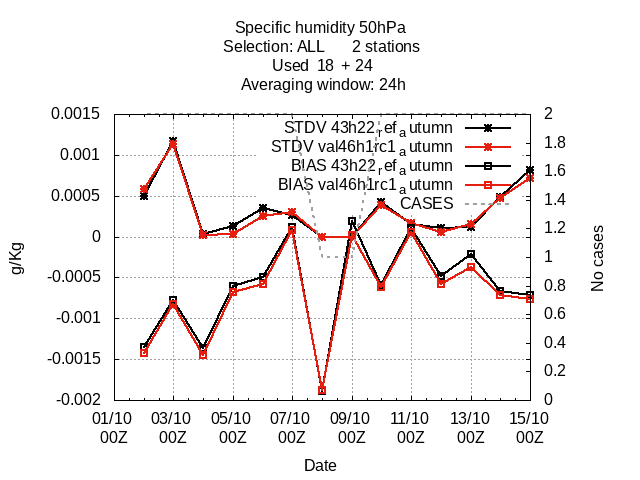 Specific humidity 50hPa
Selection: ALL 2 stations
Used 18 + 24
Averaging window: 24h
STDV 43h22_ref_autumn
STDV val46h1rc1_autumn
BIAS 43h22_ref_autumn
BIAS val46h1rc1_autumn
CASES
g/Kg
0.0015
0.001
0.0005
0
-0.0005
-0.001
-0.0015
-0.002
2
1.8
1.6
1.4
1.2
1
0.8
0.6
0.4
0.2
0
No cases
01/10 03/10 05/10 07/10 09/10 11/10 13/10 15/10
00Z 00Z 00Z 00Z 00Z 00Z 00Z 00Z
Date